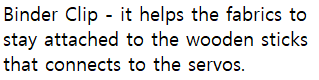 Binder Clip - it helps the fabrics to
stay attached to the wooden sticks
that connects to the servos.